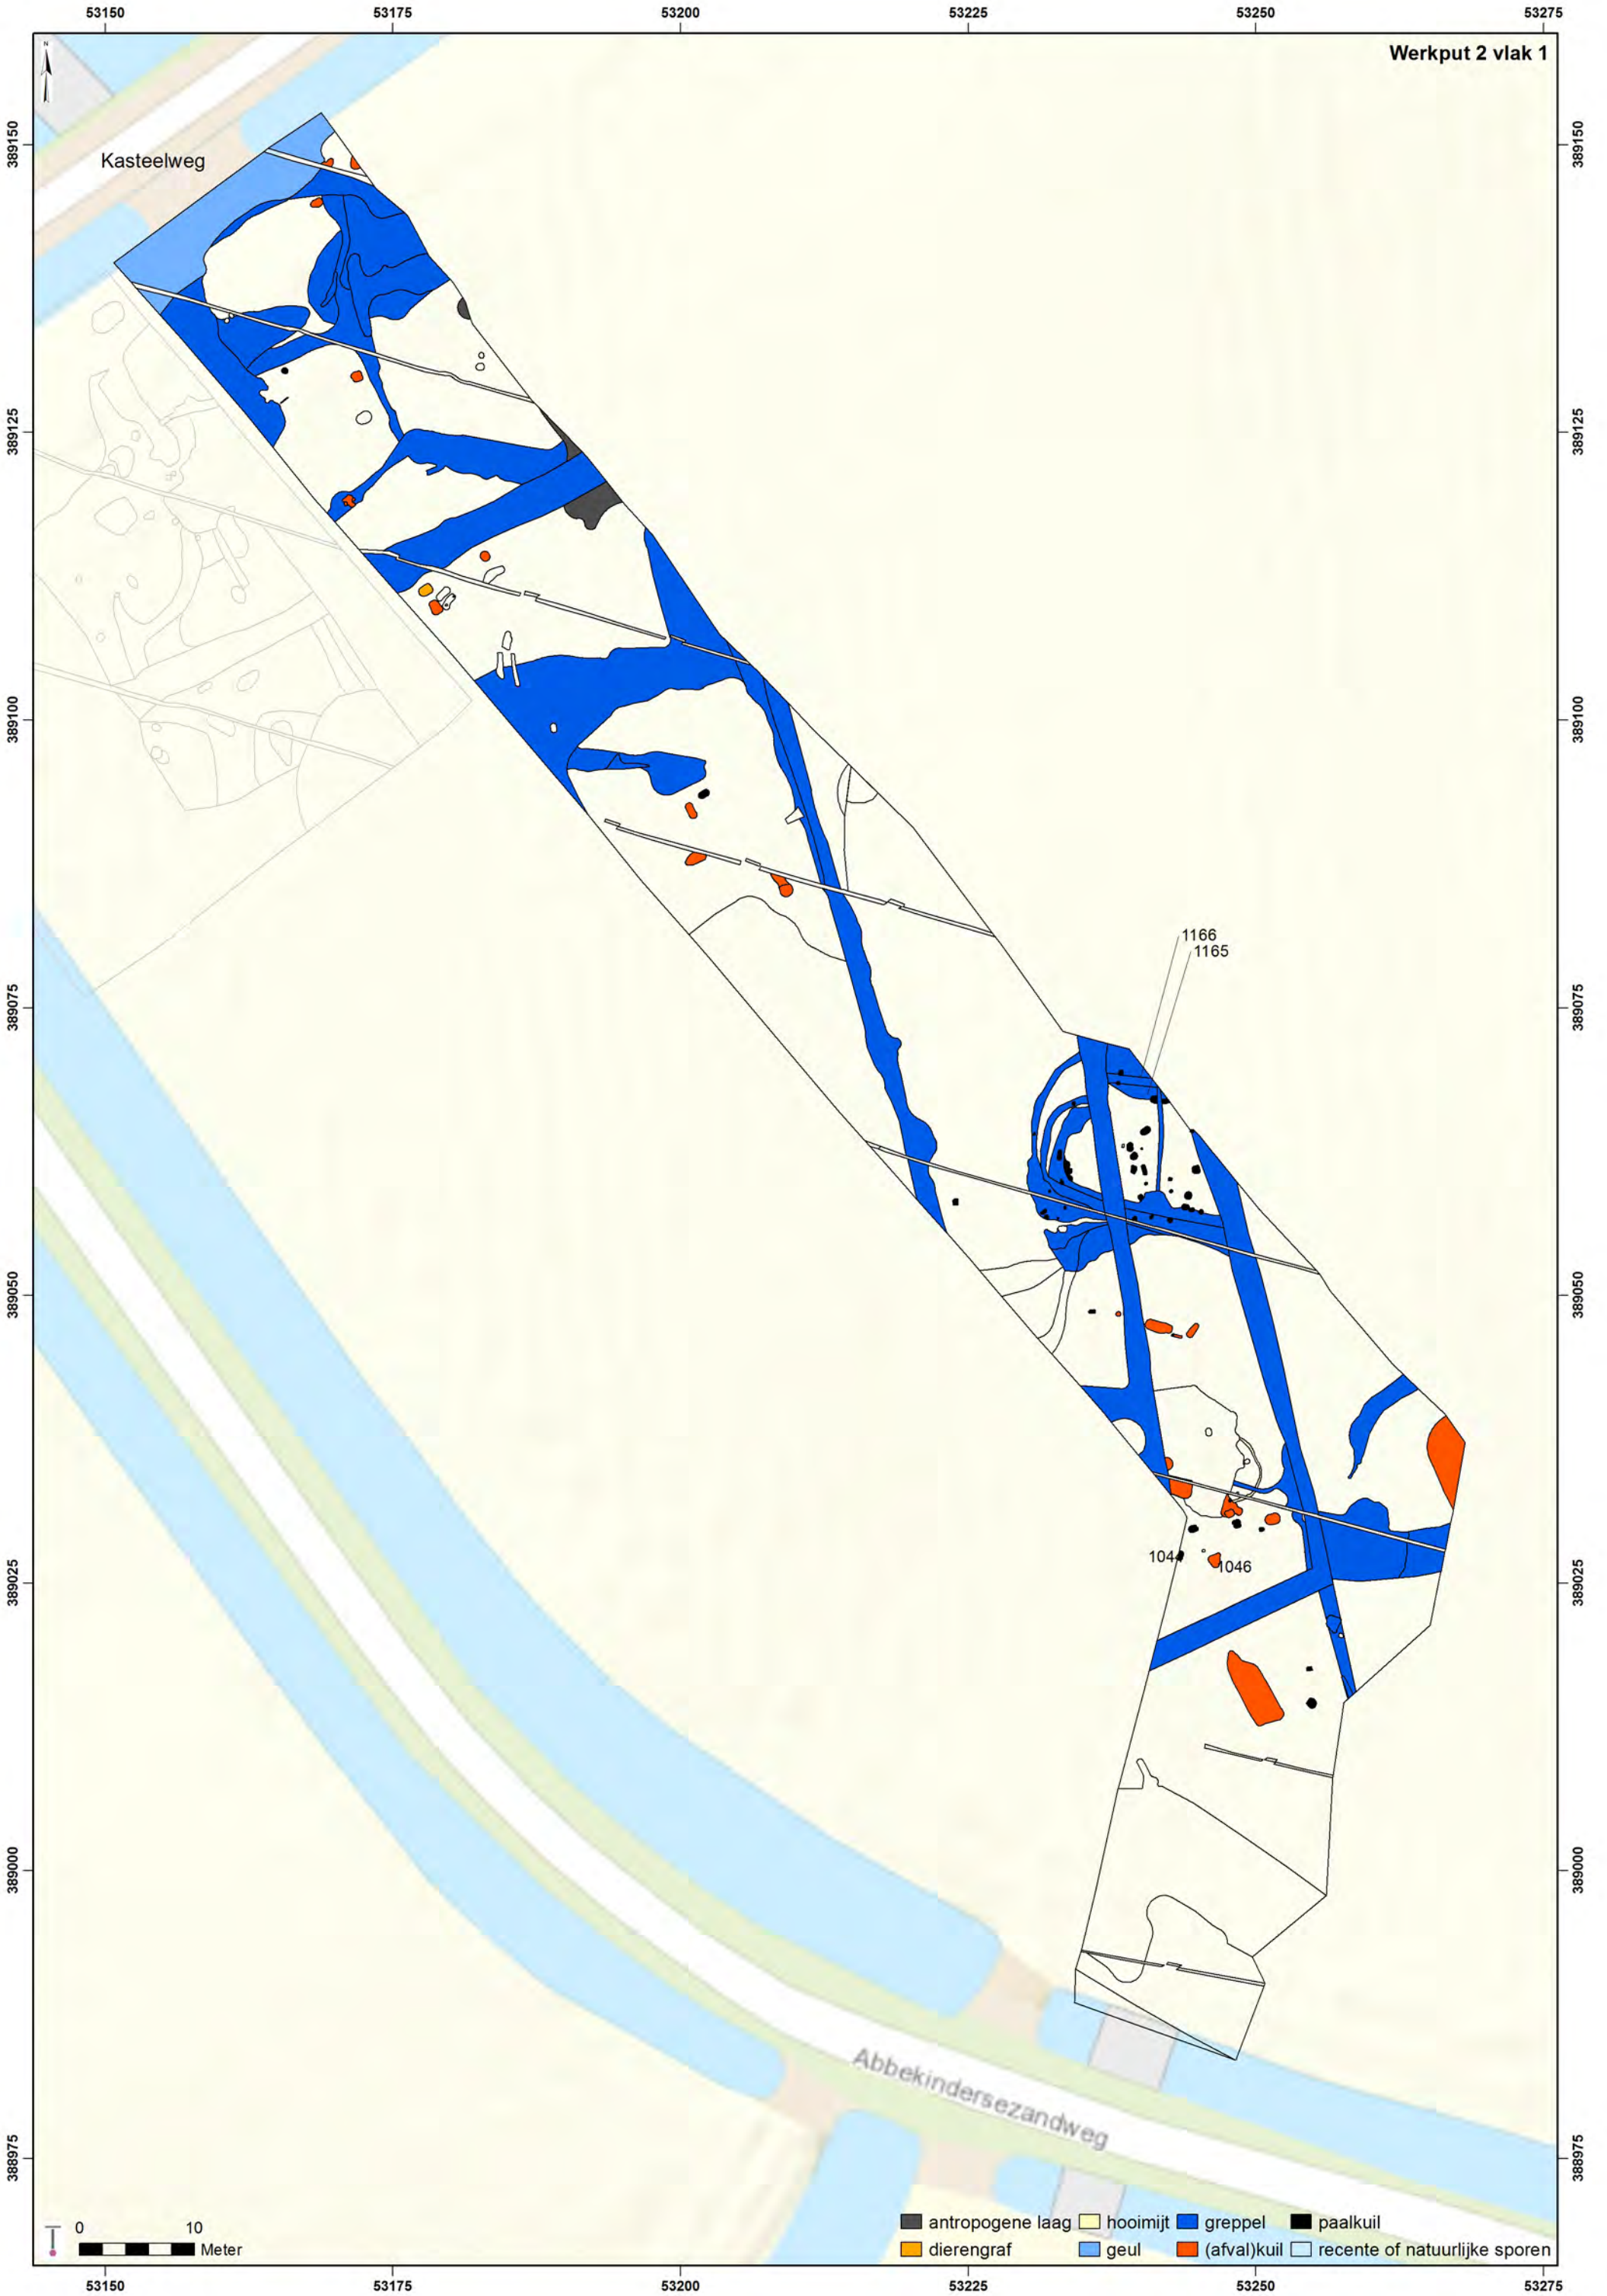 53150 53175 53200 53225 53250 53275
Werkput 2 vlak 1
N
389150 389150
Kasteelweg
389125 389125
389100 389100
1166
1165
389075 389075
389050 389050
1044
1046
389025 389025
389000 389000
Abbekindersezandweg
388975 388975
0 10
Meter
antropogene laag hooimijt greppel paalkuil
dierengraf geul (afval)kuil recente of natuurlijke sporen
53150 53175 53200 53225 53250 53275